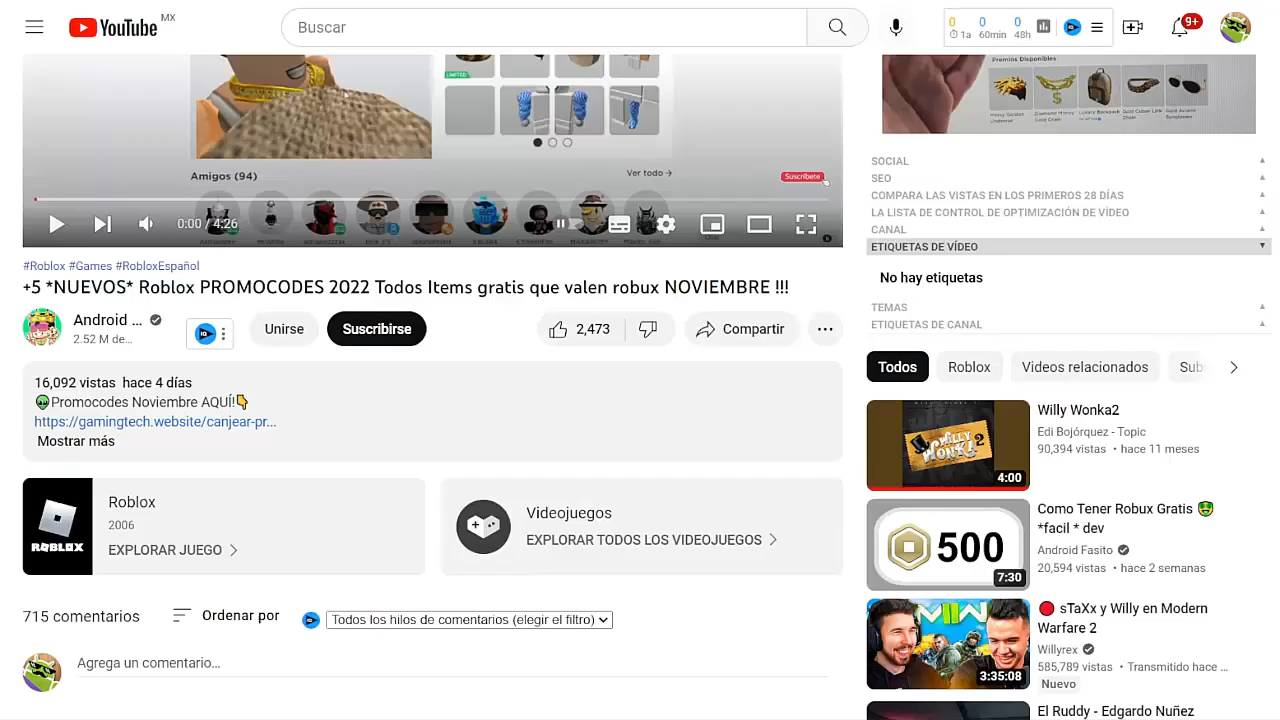 YouTube MX
Buscar
0 0 0
1a 60min 48h
9+
LIMITED
Amigos (94)
Ver todo →
Suscríbete
0:00 / 4:26
#Roblox #Games #RobloxEspañol
+5 *NUEVOS* Roblox PROMOCODES 2022 Todos Items gratis que valen robux NOVIEMBRE !!!
Android ...
2.52 M de...
Unirse
Suscribirse
2,473
Compartir
16,092 vistas hace 4 días
👽Promocodes Noviembre AQUÍ!👇
https://gamingtech.website/canjear-pr...
Mostrar más
ROBLOX
Roblox
2006
EXPLORAR JUEGO
Videojuegos
EXPLORAR TODOS LOS VIDEOJUEGOS
715 comentarios
Ordenar por
Todos los hilos de comentarios (elegir el filtro)
Agrega un comentario...
Premios Disponibles
SOCIAL
SEO
COMPARA LAS VISTAS EN LOS PRIMEROS 28 DÍAS
LA LISTA DE CONTROL DE OPTIMIZACIÓN DE VÍDEO
CANAL
ETIQUETAS DE VÍDEO
No hay etiquetas
TEMAS
ETIQUETAS DE CANAL
Todos
Roblox
Videos relacionados
Sub
WILLY WONKA 2
4:00
Willy Wonka2
Edi Bojórquez - Topic
90,394 vistas • hace 11 meses
500
7:30
Como Tener Robux Gratis 🤑
*facil * dev
Android Fasito
20,594 vistas • hace 2 semanas
MWII
3:35:08
🔴 sTaXx y Willy en Modern
Warfare 2
Willyrex
585,789 vistas • Transmitido hace ...
Nuevo
El Ruddy - Edgardo Nuñez